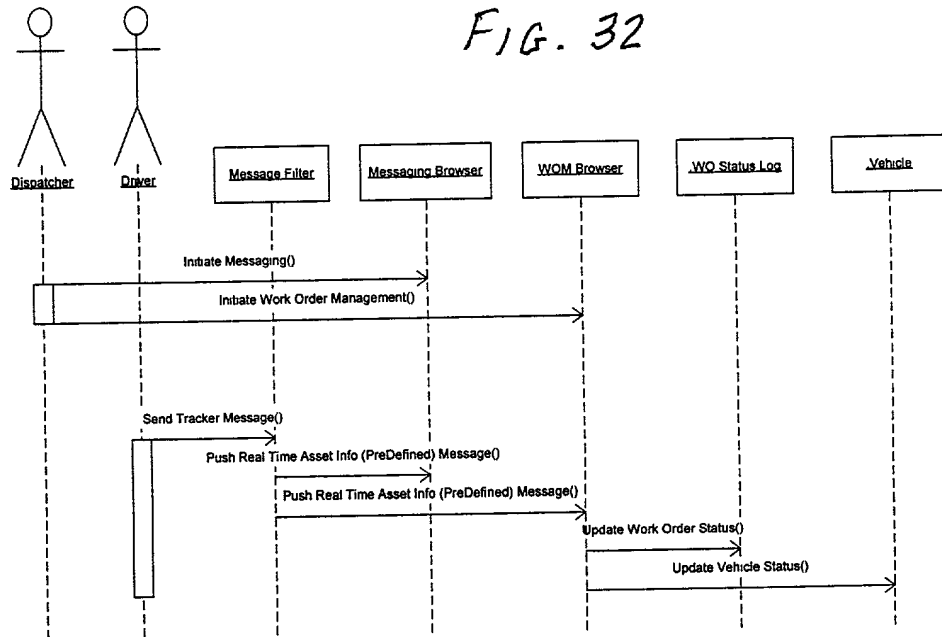 FIG. 32
Dispatcher
Driver
Message Filter
Messaging Browser
WOM Browser
WO Status Log
Vehicle
Initiate Messaging()
Initiate Work Order Management()
Send Tracker Message()
Push Real Time Asset Info (PreDefined) Message()
Push Real Time Asset Info (PreDefined) Message()
Update Work Order Status()
Update Vehicle Status()